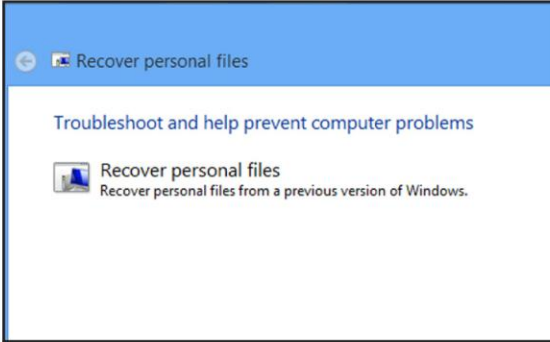 Recover personal files
Troubleshoot and help prevent computer problems
Recover personal files
Recover personal files from a previous version of Windows.